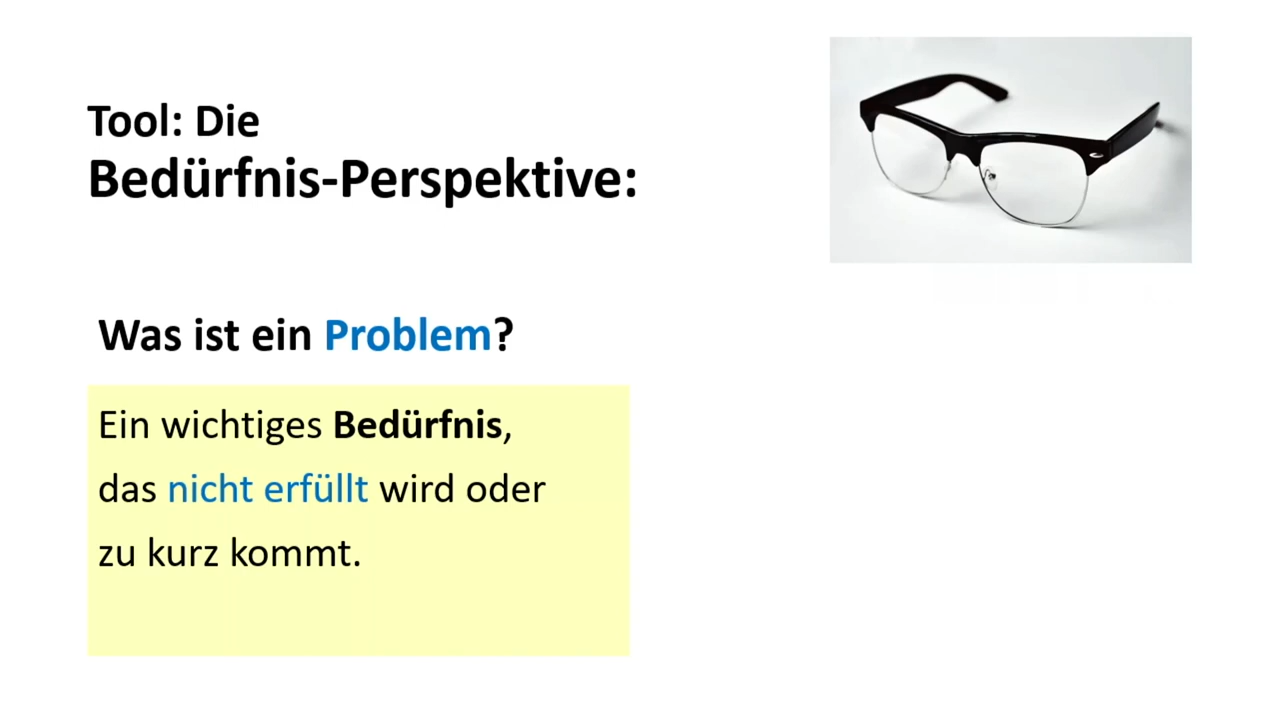 Tool: Die
Bedürfnis-Perspektive:
Was ist ein Problem?
Ein wichtiges Bedürfnis,
das nicht erfüllt wird oder
zu kurz kommt.